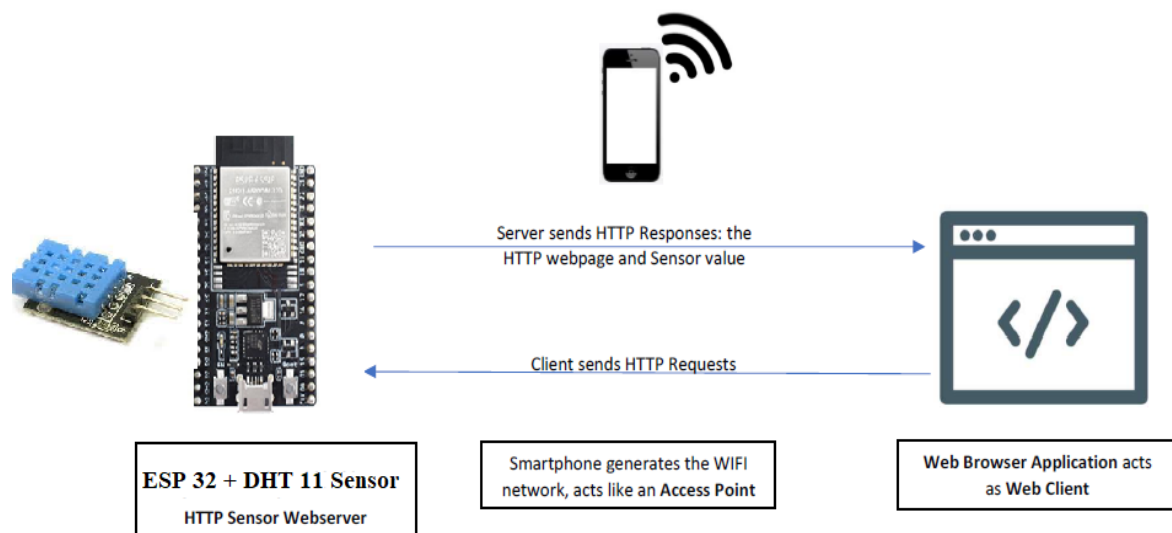 Server sends HTTP Responses: the
HTTP webpage and Sensor value
Client sends HTTP Requests
ESP 32 + DHT 11 Sensor
HTTP Sensor Webserver
Smartphone generates the WIFI
network, acts like an Access Point
Web Browser Application acts
as Web Client